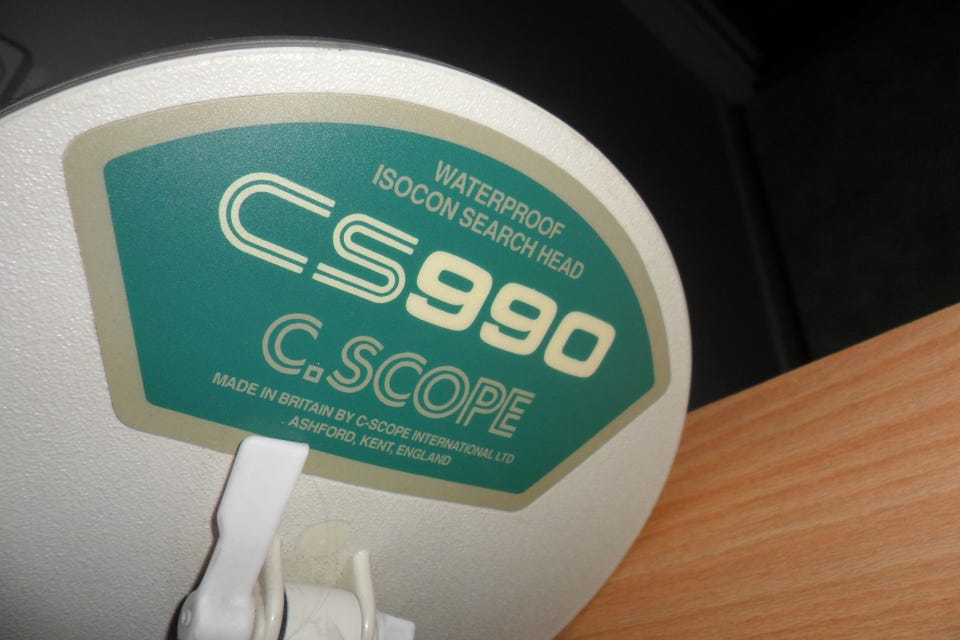 WATERPROOF
ISOCON SEARCH HEAD
CS990
C.SCOPE
MADE IN BRITAIN BY C-SCOPE INTERNATIONAL LTD
ASHFORD, KENT, ENGLAND